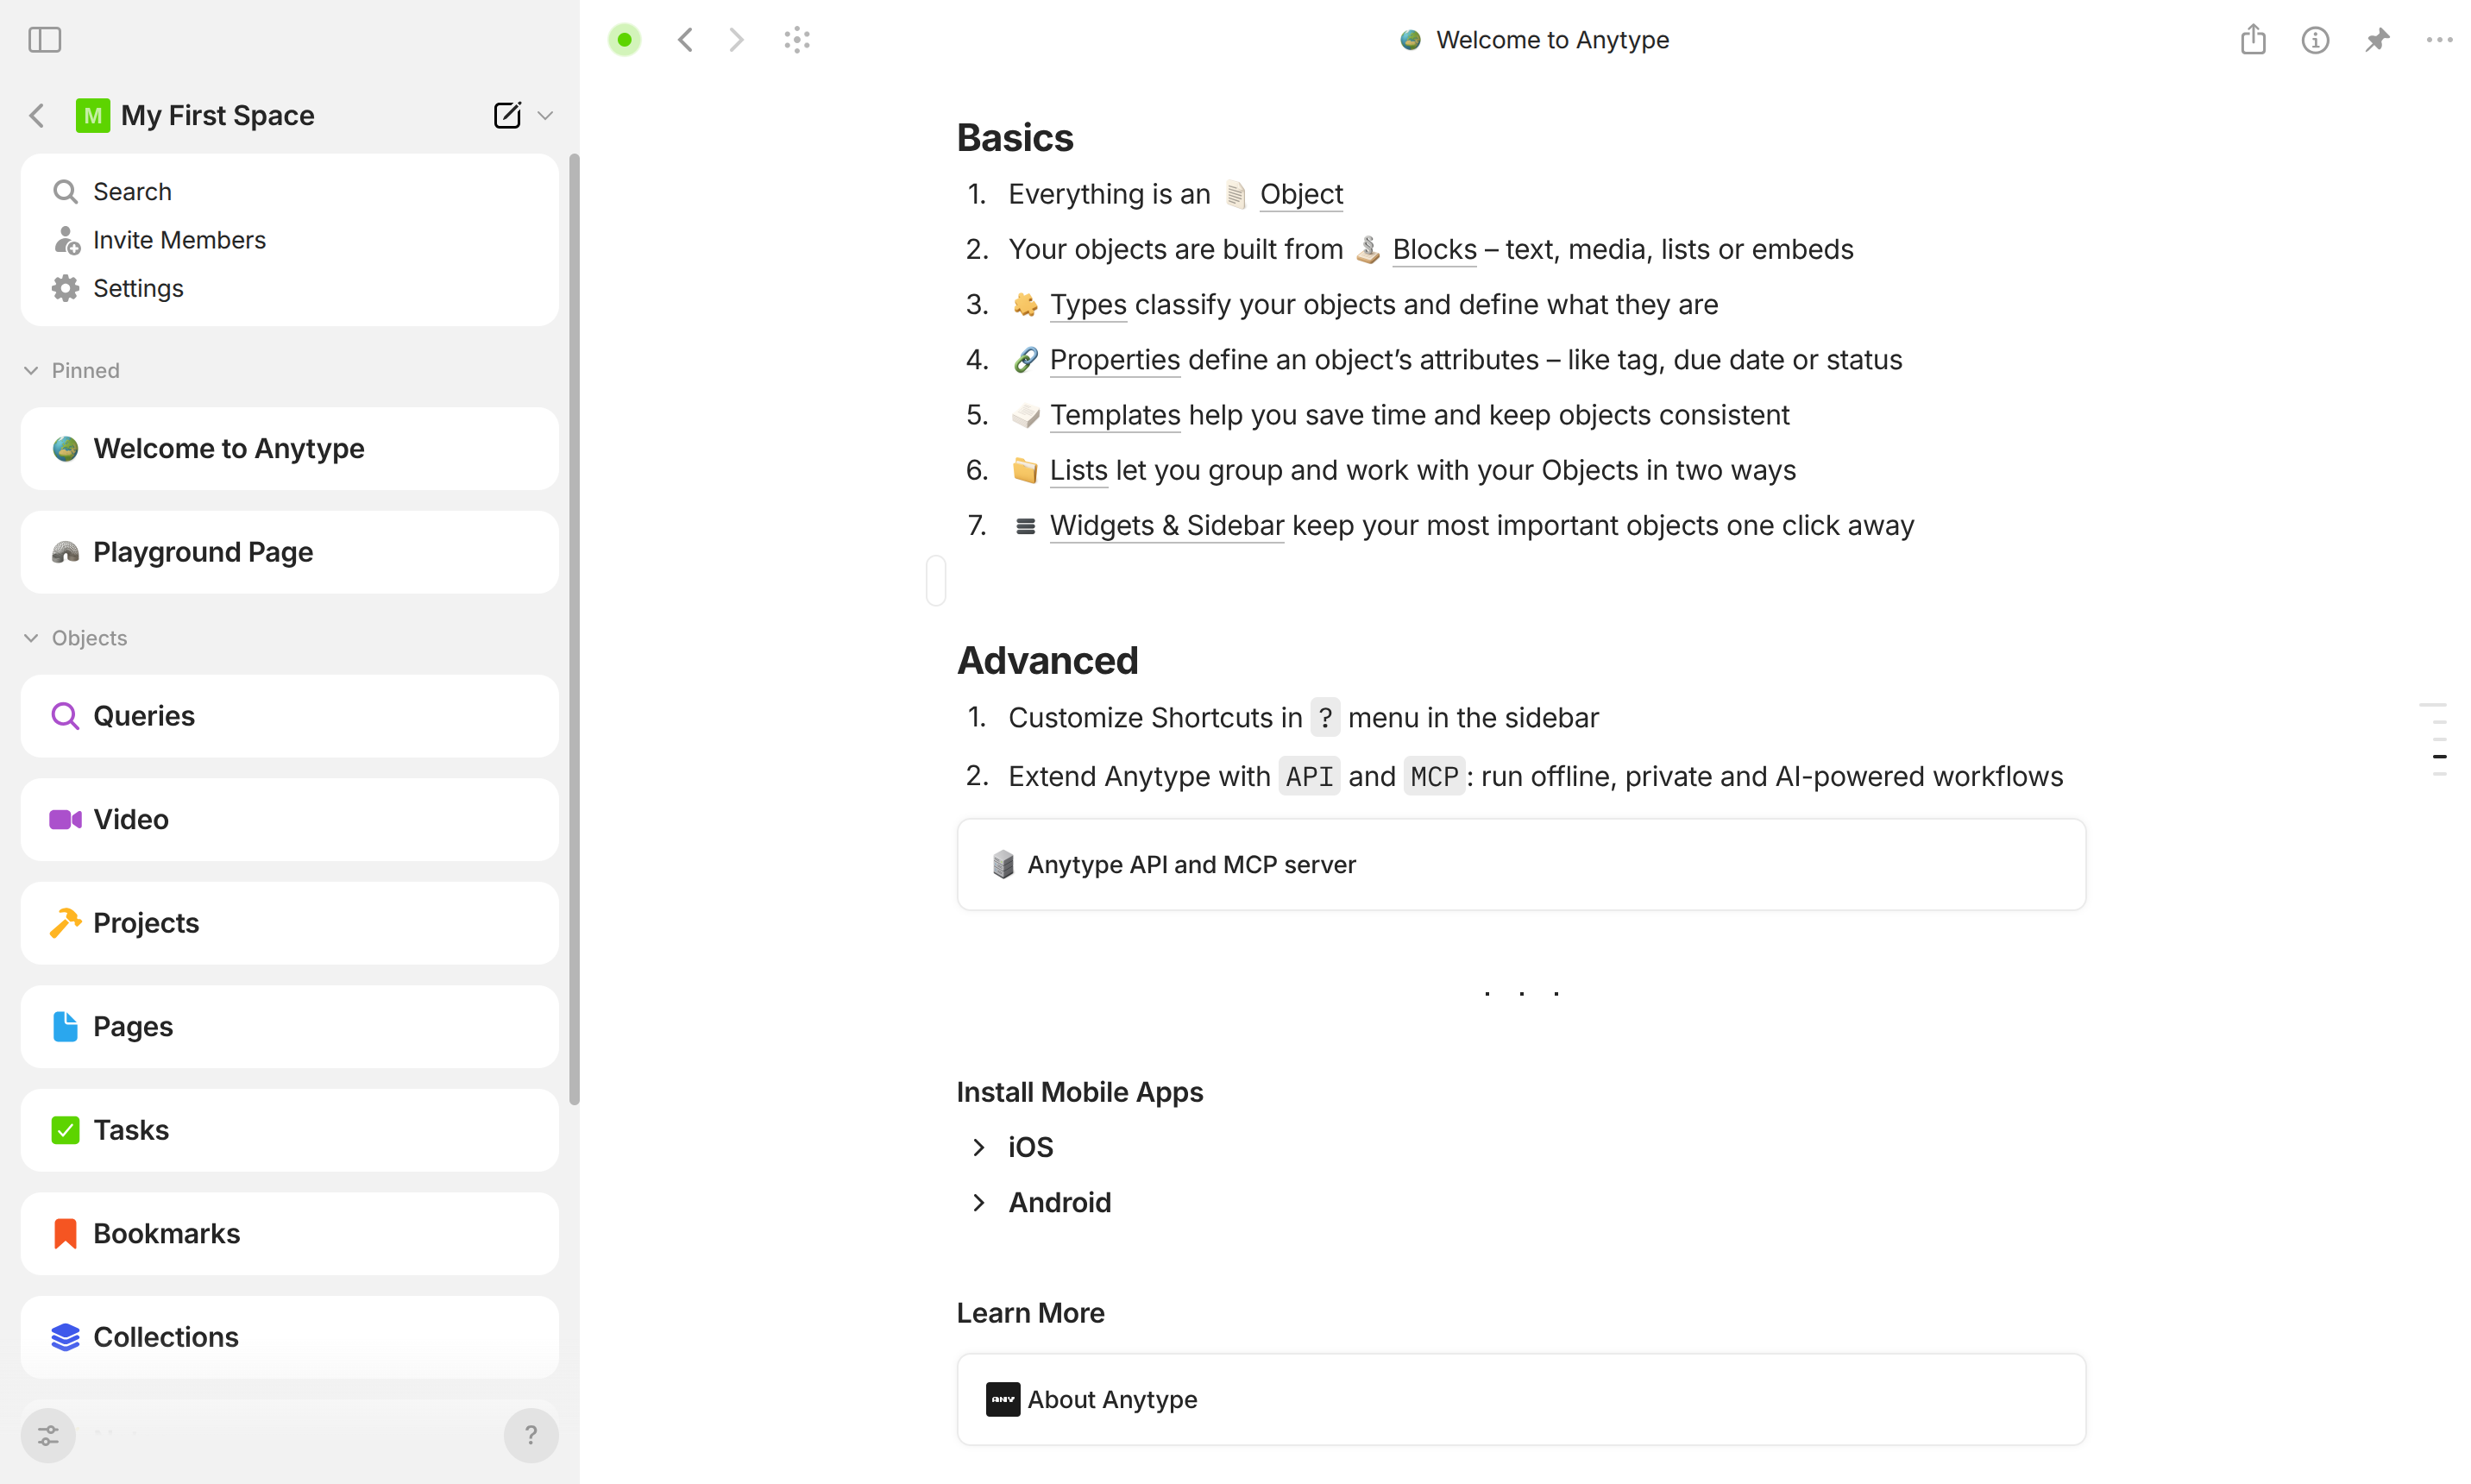 Welcome to Anytype
M My First Space
Search
Invite Members
Settings
Pinned
Welcome to Anytype
Playground Page
Objects
Queries
Video
Projects
Pages
Tasks
Bookmarks
Collections
?
Basics
1. Everything is an Object
2. Your objects are built from Blocks – text, media, lists or embeds
3. Types classify your objects and define what they are
4. Properties define an object’s attributes – like tag, due date or status
5. Templates help you save time and keep objects consistent
6. Lists let you group and work with your Objects in two ways
7. Widgets & Sidebar keep your most important objects one click away
Advanced
1. Customize Shortcuts in ? menu in the sidebar
2. Extend Anytype with API and MCP: run offline, private and AI-powered workflows
Anytype API and MCP server
· · ·
Install Mobile Apps
iOS
Android
Learn More
ANY About Anytype